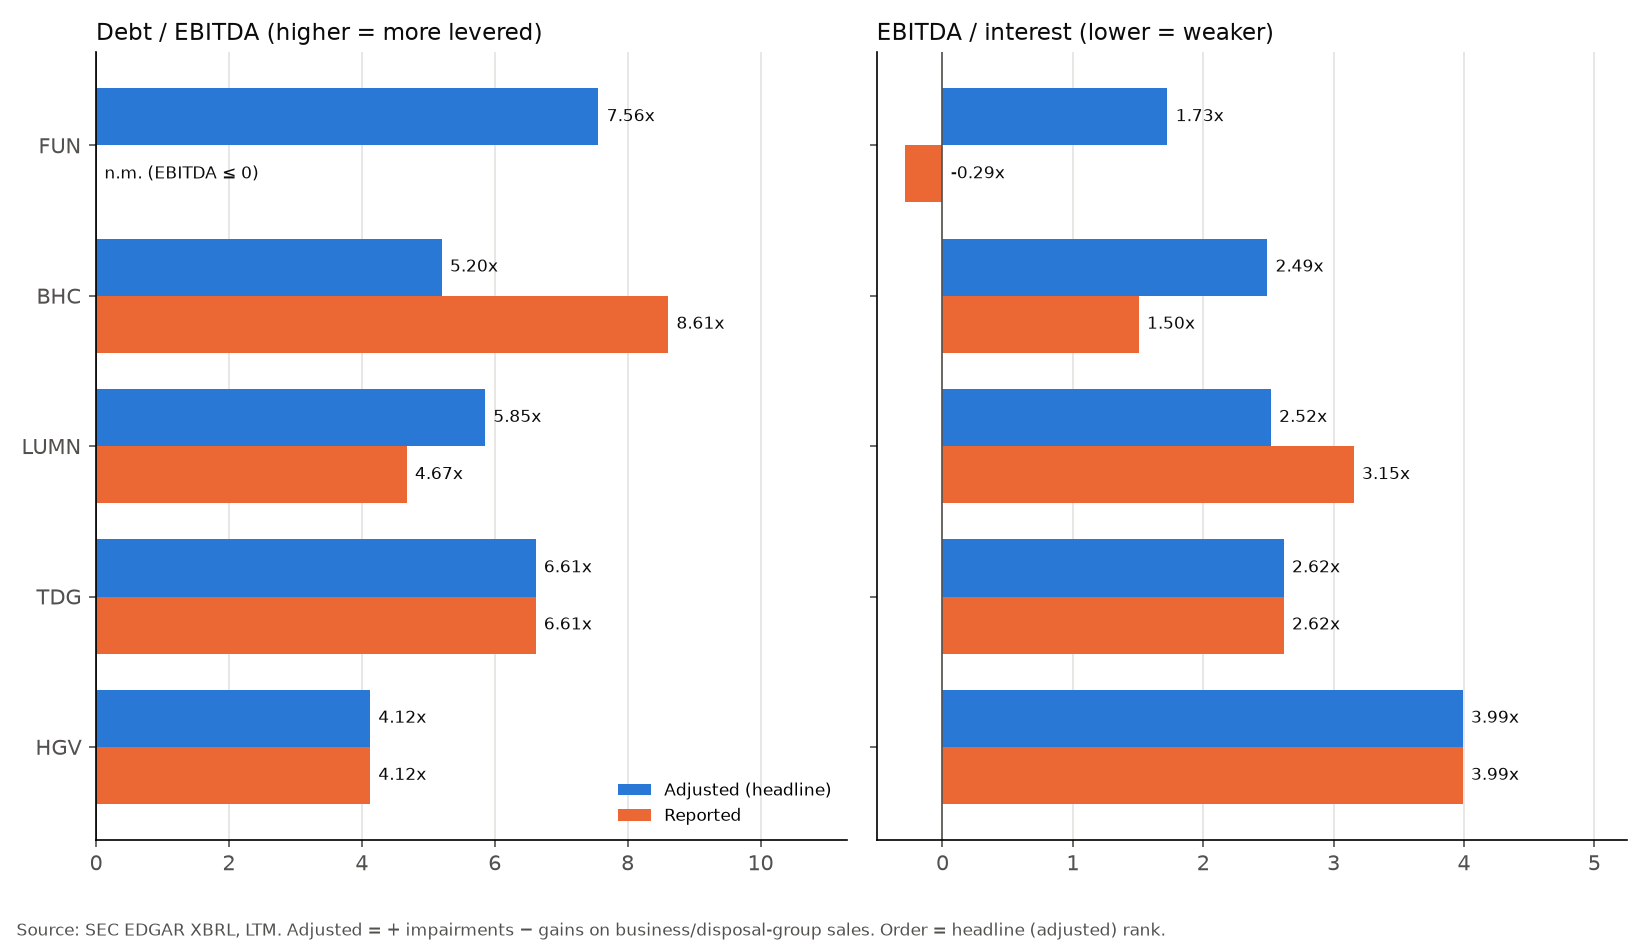 Debt / EBITDA (higher = more levered)
FUN
7.56x
n.m. (EBITDA ≤ 0)
BHC
5.20x
8.61x
LUMN
5.85x
4.67x
TDG
6.61x
6.61x
HGV
4.12x
4.12x
Adjusted (headline)
Reported
0 2 4 6 8 10
EBITDA / interest (lower = weaker)
1.73x
-0.29x
2.49x
1.50x
2.52x
3.15x
2.62x
2.62x
3.99x
3.99x
0 1 2 3 4 5
Source: SEC EDGAR XBRL, LTM. Adjusted = + impairments − gains on business/disposal-group sales. Order = headline (adjusted) rank.